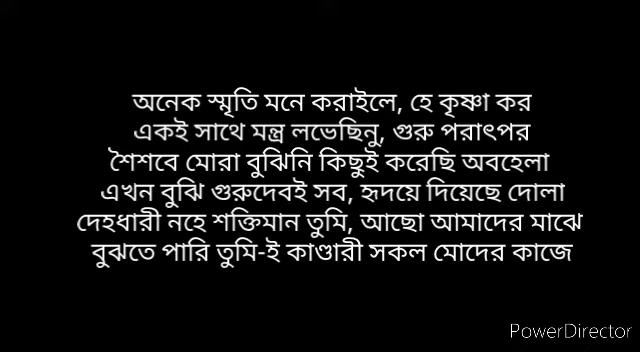 অনেক স্মৃতি মনে করাইলে, হে কৃষ্ণা কর
একই সাথে মন্ত্র লভেছিনু, গুরু পরাৎপর
শৈশবে মোরা বুঝিনি কিছুই করেছি অবহেলা
এখন বুঝি গুরুদেবই সব, হৃদয়ে দিয়েছে দোলা
দেহধারী নহে শক্তিমান তুমি, আছো আমাদের মাঝে
বুঝতে পারি তুমি-ই কাণ্ডারী সকল মোদের কাজে
PowerDirector